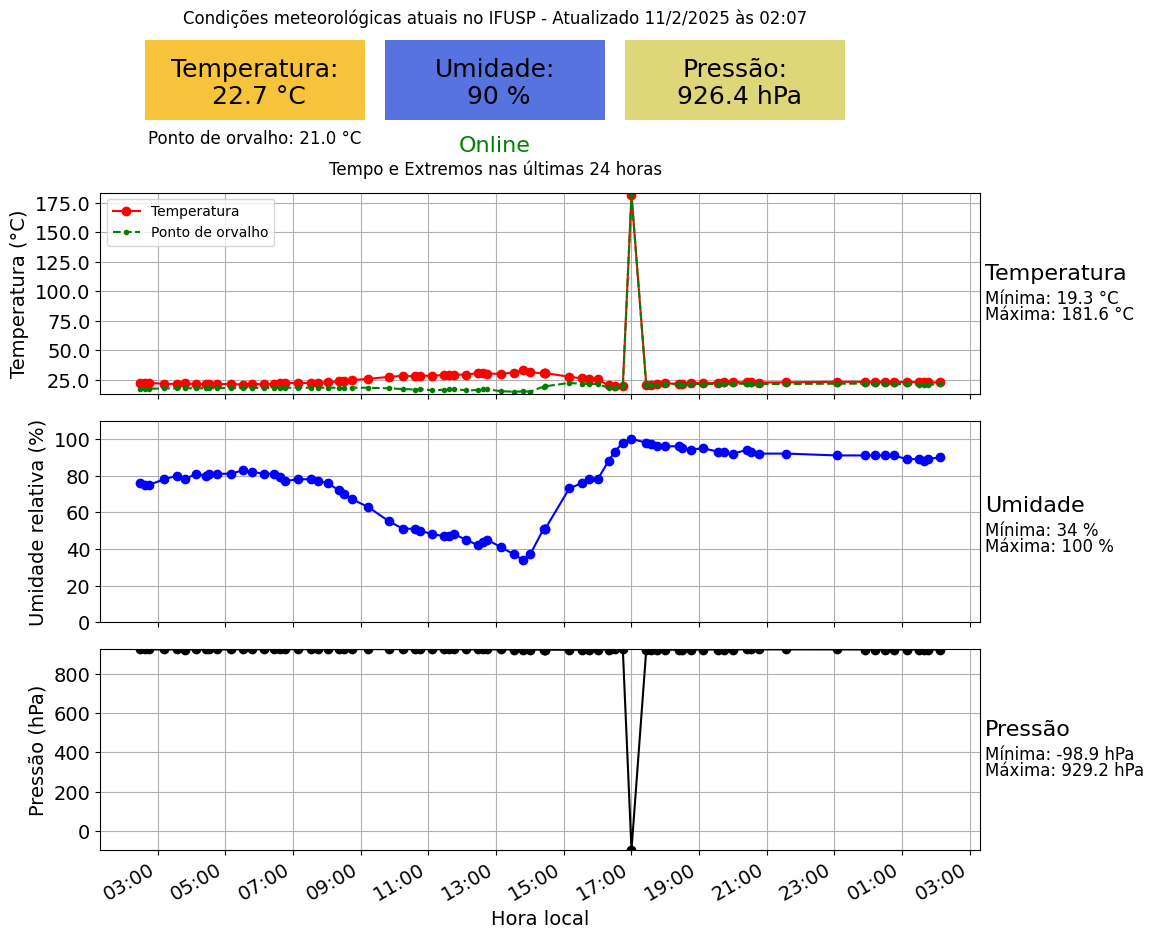 Condições meteorológicas atuais no IFUSP - Atualizado 11/2/2025 às 02:07
Temperatura:
22.7 °C
Umidade:
90 %
Pressão:
926.4 hPa
Ponto de orvalho: 21.0 °C
Online
Tempo e Extremos nas últimas 24 horas
Temperatura (°C)
175.0
150.0
125.0
100.0
75.0
50.0
25.0
Temperatura
Ponto de orvalho
Temperatura
Mínima: 19.3 °C
Máxima: 181.6 °C
Umidade relativa (%)
100
80
60
40
20
0
Umidade
Mínima: 34 %
Máxima: 100 %
Pressão (hPa)
800
600
400
200
0
Pressão
Mínima: -98.9 hPa
Máxima: 929.2 hPa
03:00
05:00
07:00
09:00
11:00
13:00
15:00
17:00
19:00
21:00
23:00
01:00
03:00
Hora local